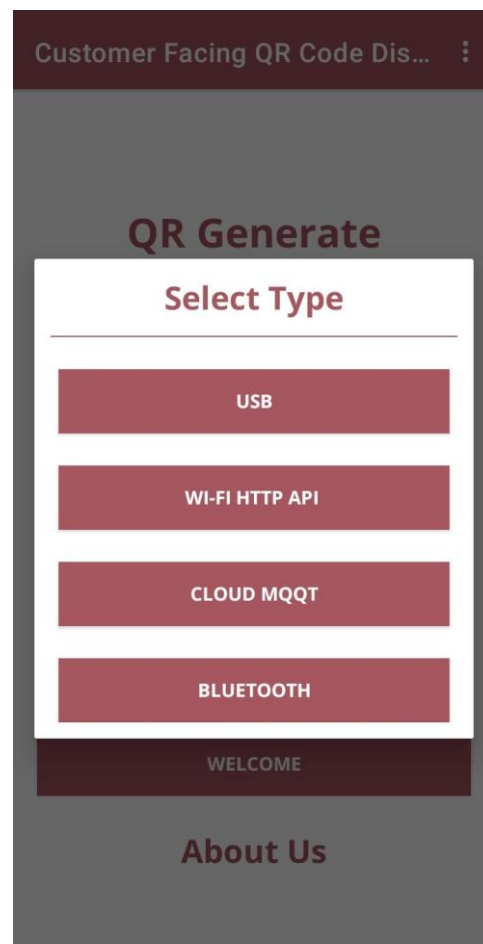 Customer Facing QR Code Dis...
QR Generate
Select Type
USB
WI-FI HTTP API
CLOUD MQQT
BLUETOOTH
WELCOME
About Us